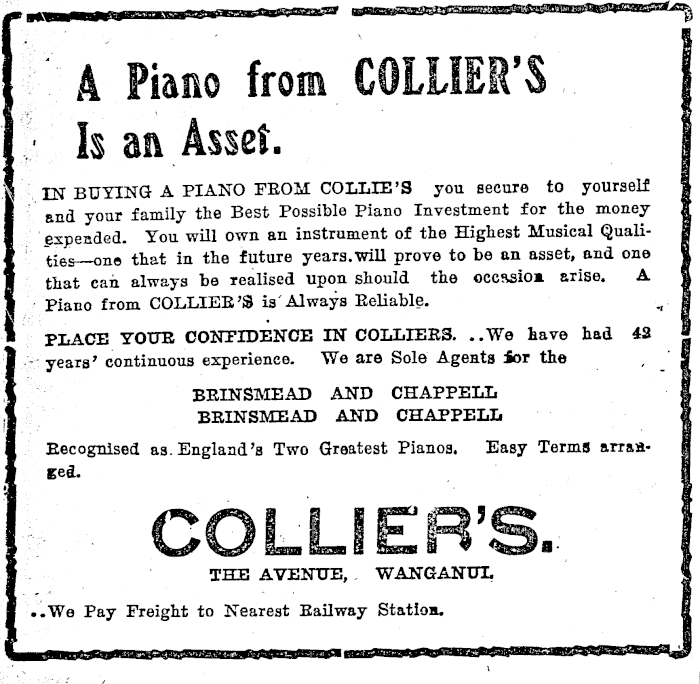 A Piano from COLLIER'S
Is an Asset.
IN BUYING A PIANO FROM COLLIE'S you secure to yourself
and your family the Best Possible Piano Investment for the money
expended. You will own an instrument of the Highest Musical Quali-
ties—one that in the future years.will prove to be an asset, and one
that can always be realised upon should the occasion arise. A
Piano from COLLIER'S is Always Reliable.
PLACE YOUR CONFIDENCE IN COLLIERS. ..We have had 42
years' continuous experience. We are Sole Agents for the
BRINSMEAD AND CHAPPELL
BRINSMEAD AND CHAPPELL
Recognised as England's Two Greatest Pianos. Easy Terms arran-
ged.
COLLIER'S.
THE AVENUE, WANGANUI.
..We Pay Freight to Nearest Railway Station.